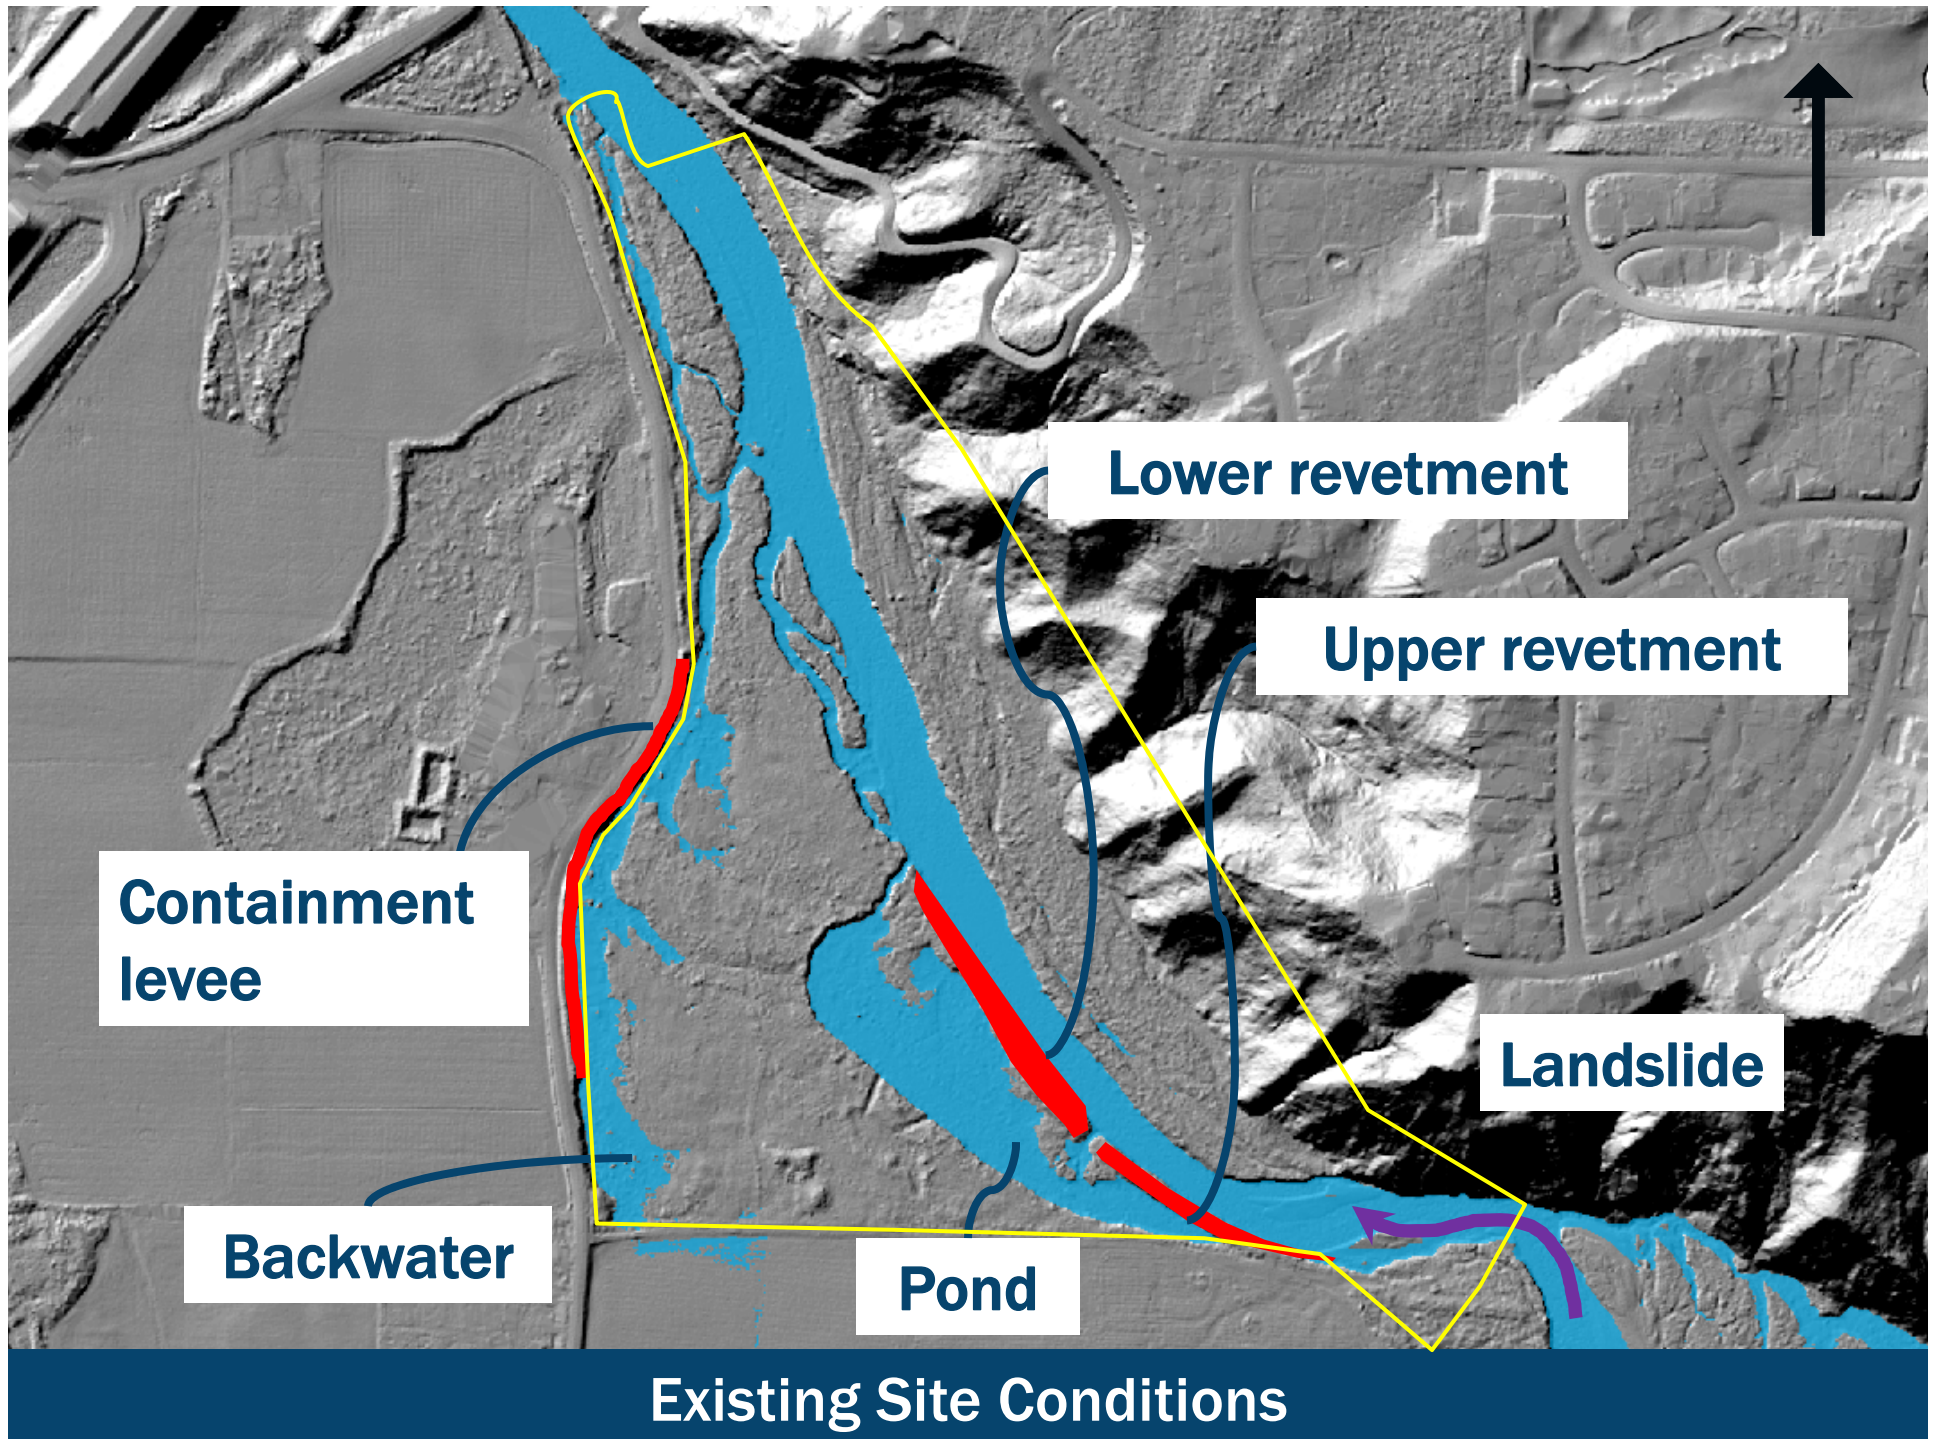 Lower revetment
Upper revetment
Containment
levee
Landslide
Backwater
Pond
Existing Site Conditions